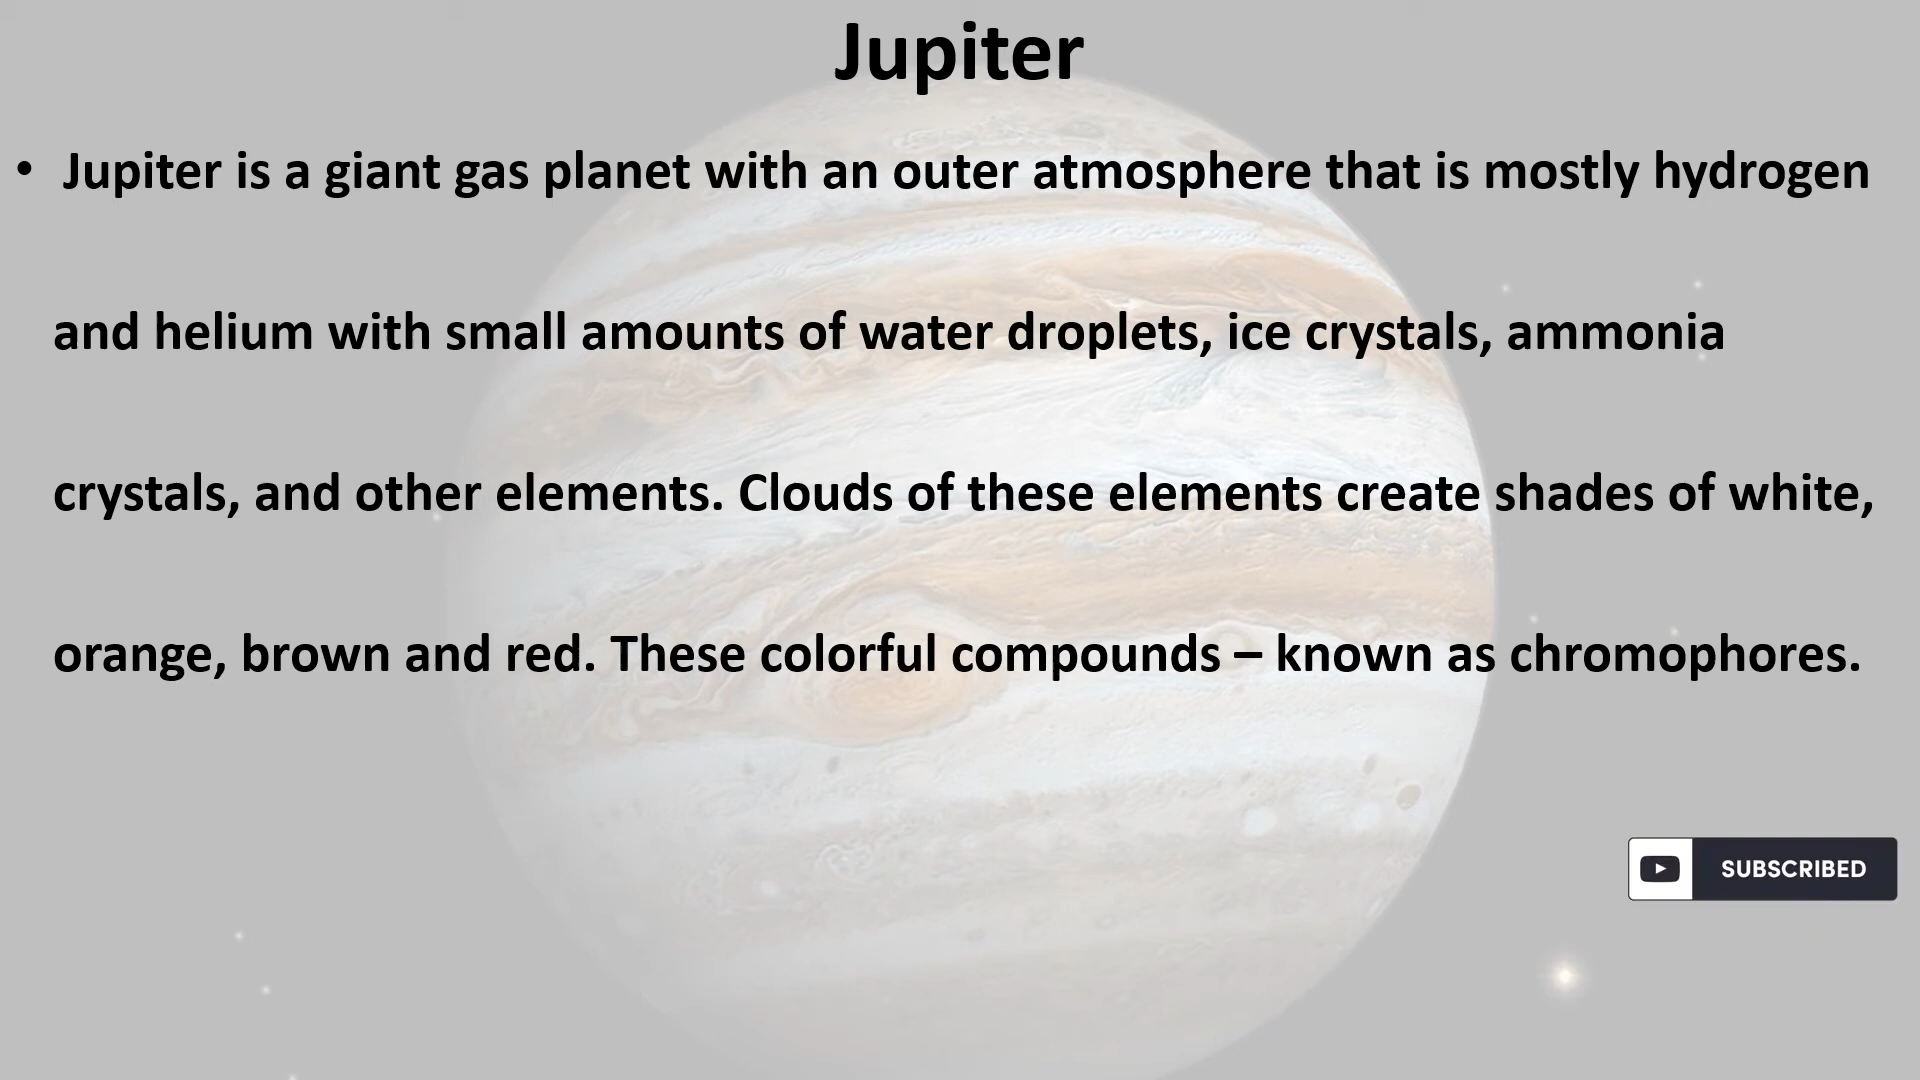 Jupiter
• Jupiter is a giant gas planet with an outer atmosphere that is mostly hydrogen
and helium with small amounts of water droplets, ice crystals, ammonia
crystals, and other elements. Clouds of these elements create shades of white,
orange, brown and red. These colorful compounds – known as chromophores.
SUBSCRIBED